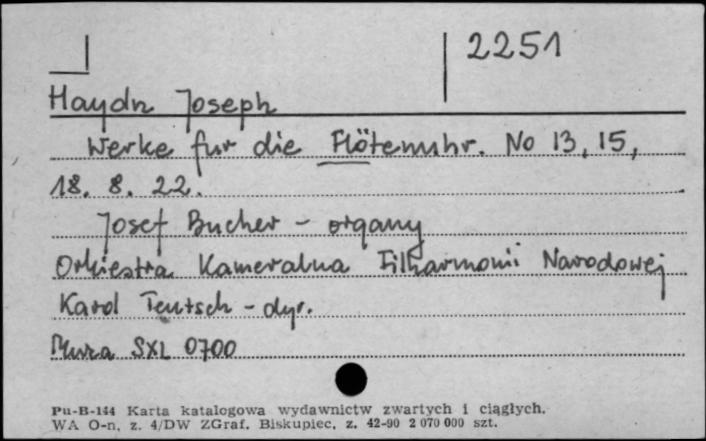 2251
Haydn Joseph
Werke fur die Flötenuhr. No 13, 15,
18. 8. 22.
Josef Bucher - organy
Orkiestra Kameralna Filharmonii Narodowej
Karol Teutsch - dyr.
Muza SXL 0700
Pu-B-144 Karta katalogowa wydawnictw zwartych i ciągłych.
WA O-n, z. 4/DW ZGraf. Biskupiec, z. 42-90 2 070 000 szt.